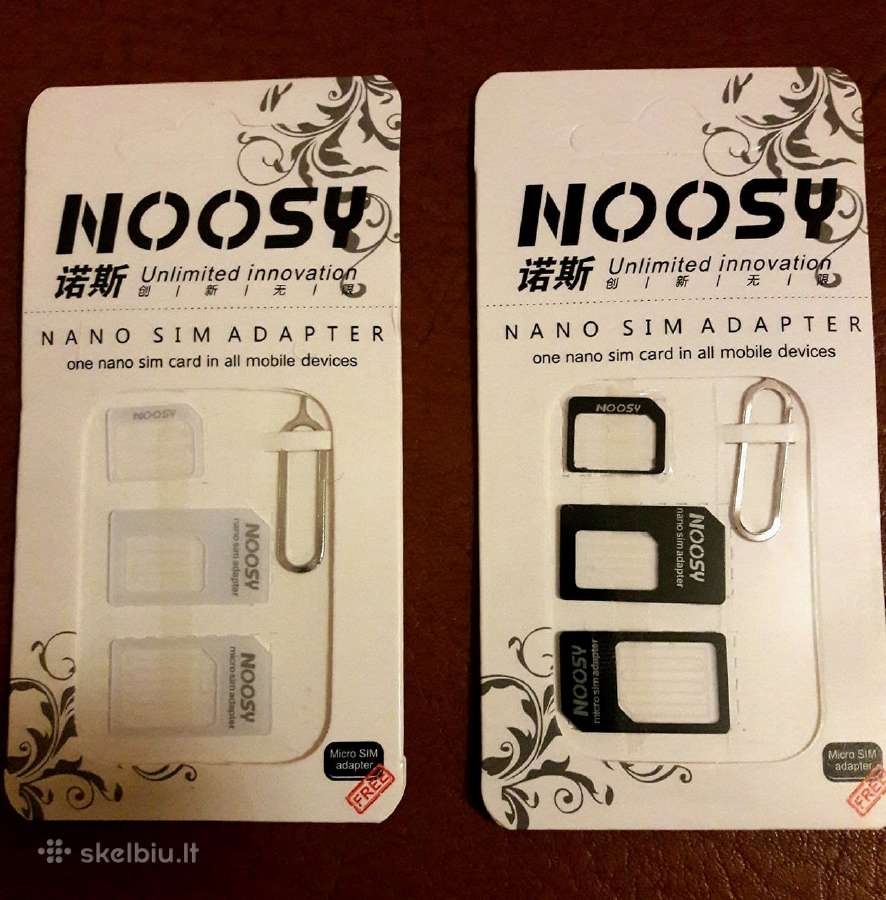 NOOSY
诺斯 Unlimited innovation
创 新 无 限
NANO SIM ADAPTER
one nano sim card in all mobile devices
NOOSY
NOOSY
nano sim adapter
NOOSY
micro sim adapter
Micro SIM
adapter
FREE
NOOSY
诺斯 Unlimited innovation
创 新 无 限
NANO SIM ADAPTER
one nano sim card in all mobile devices
NOOSY
NOOSY
nano sim adapter
NOOSY
micro sim adapter
Micro SIM
adapter
FREE
skelbiu.lt